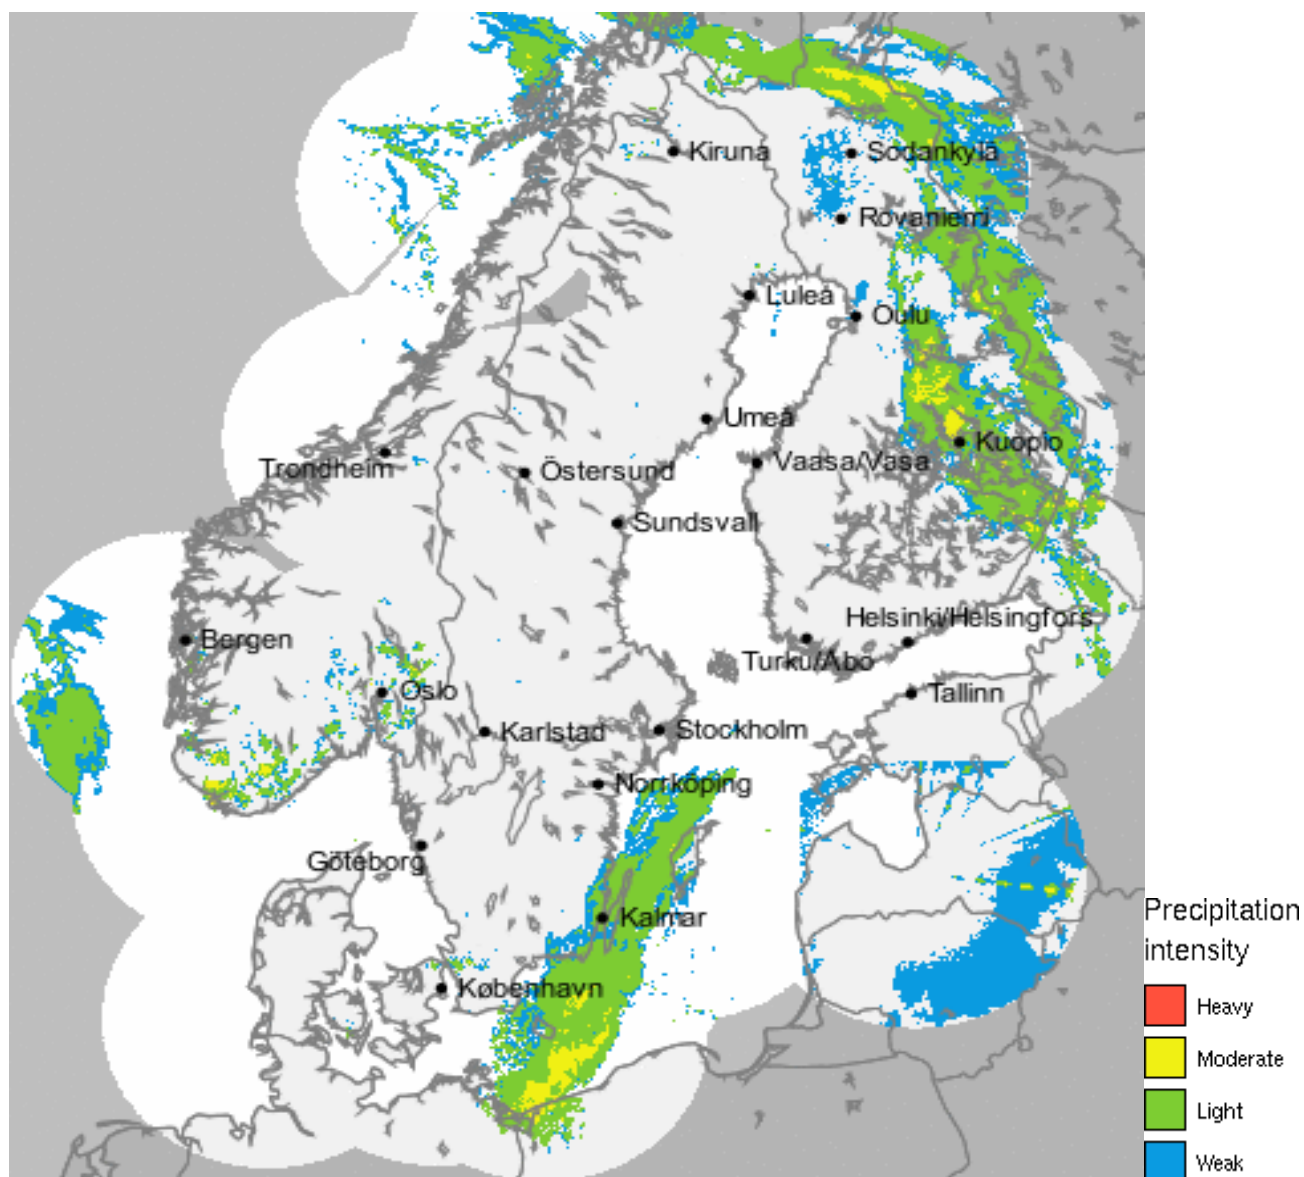 Kiruna
Sodankylä
Rovaniemi
Luleå
Oulu
Umeå
Kuopio
Trondheim
Östersund
Vaasa/Vasa
Sundsvall
Helsinki/Helsingfors
Bergen
Turku/Åbo
Oslo
Tallinn
Karlstad
Stockholm
Norrköping
Göteborg
Kalmar
København
Precipitation
intensity
Heavy
Moderate
Light
Weak